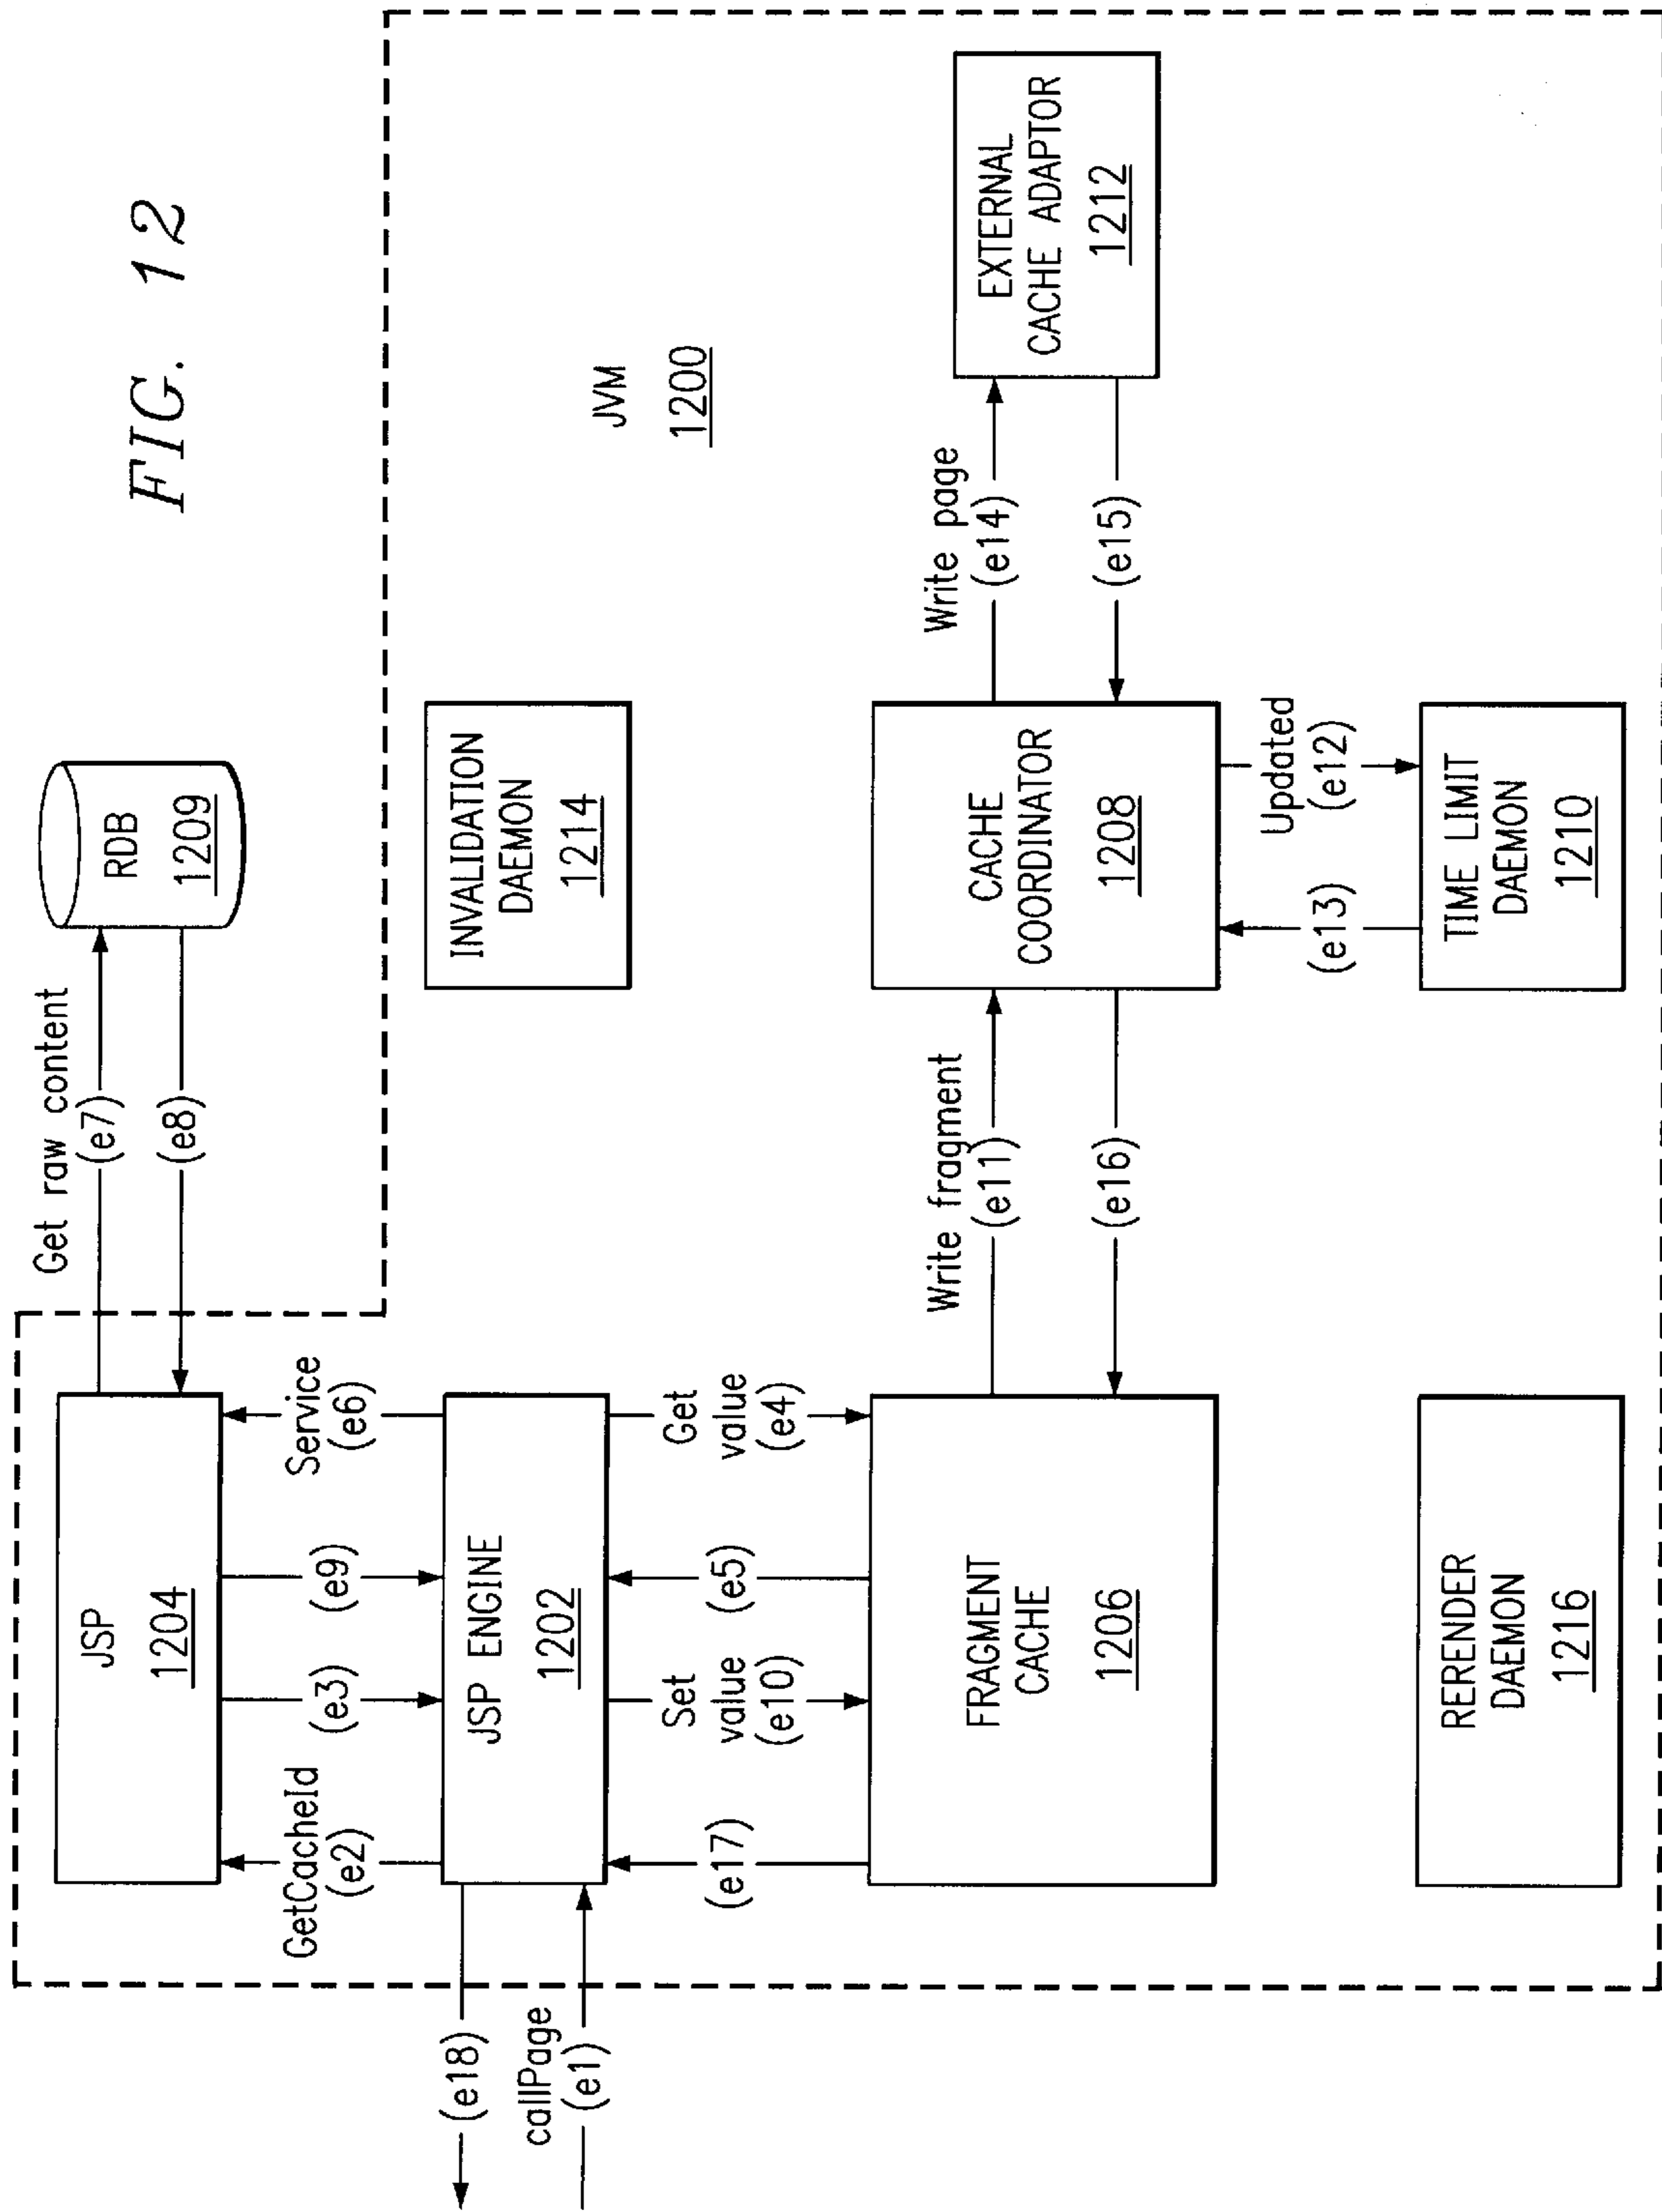 FIG. 12
Get raw content
(e7)
(e8)
RDB
1209
JSP
1204
GetCacheId
(e2)
(e3)
(e9)
Service
(e6)
JSP ENGINE
1202
(e18)
callPage
(e1)
(e17)
Set
value
(e10)
(e5)
Get
value
(e4)
FRAGMENT
CACHE
1206
Write fragment
(e11)
(e16)
INVALIDATION
DAEMON
1214
JVM
1200
CACHE
COORDINATOR
1208
Write page
(e14)
(e15)
EXTERNAL
CACHE ADAPTOR
1212
(e13)
Updated
(e12)
RERENDER
DAEMON
1216
TIME LIMIT
DAEMON
1210